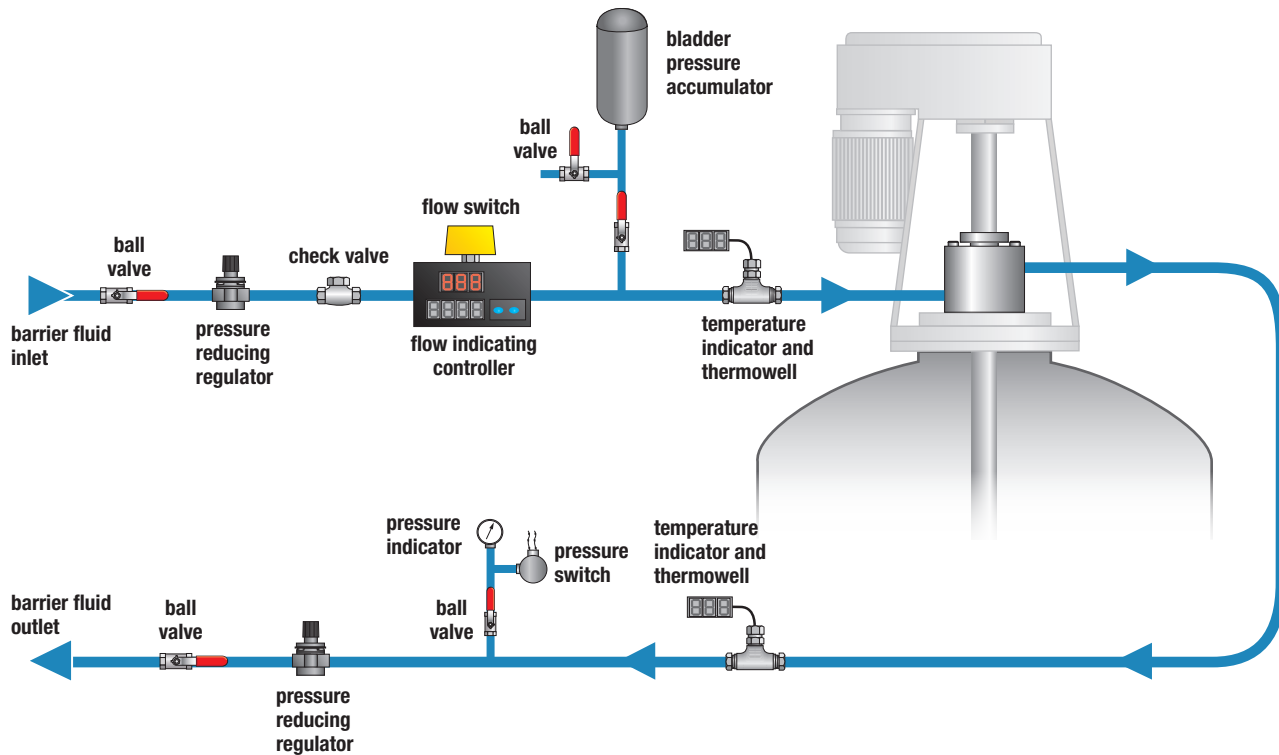 bladder
pressure
accumulator
ball
valve
flow switch
ball
valve
check valve
barrier fluid
inlet
pressure
reducing
regulator
flow indicating
controller
temperature
indicator and
thermowell
pressure
indicator
pressure
switch
temperature
indicator and
thermowell
barrier fluid
outlet
ball
valve
ball
valve
pressure
reducing
regulator